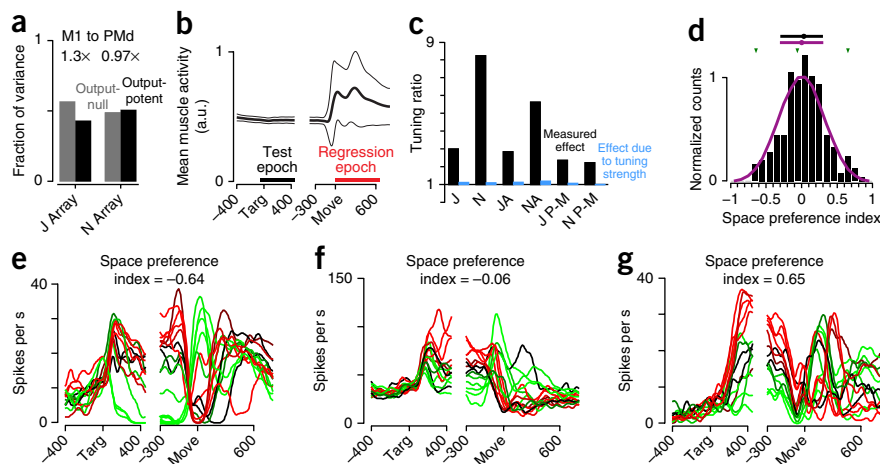 a
M1 to PMd
1.3× 0.97×
Output-null
Output-potent
Fraction of variance
1
0
J Array
N Array
b
Mean muscle activity
(a.u.)
1
0
Test
epoch
Regression
epoch
−400
Targ
400
−300
Move
600
c
Tuning ratio
9
1
Measured
effect
Effect due
to tuning
strength
J
N
JA
NA
J P-M
N P-M
d
Normalized counts
1
0
−1
−0.5
0
0.5
1
Space preference index
e
Space preference
index = −0.64
Spikes per s
40
0
−400
Targ
400
−300
Move
600
f
Space preference
index = −0.06
Spikes per s
150
0
−400
Targ
400
−300
Move
600
g
Space preference
index = 0.65
Spikes per s
40
0
−400
Targ
400
−300
Move
600